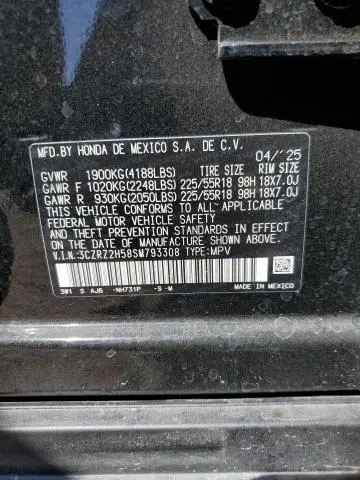 MFD.BY HONDA DE MEXICO S.A. DE C.V.
04/'25
GVWR 1900KG(4188LBS) TIRE SIZE RIM SIZE
GAWR F 1020KG(2248LBS) 225/55R18 98H 18X7.0J
GAWR R 930KG(2050LBS) 225/55R18 98H 18X7.0J
THIS VEHICLE CONFORMS TO ALL APPLICABLE
FEDERAL MOTOR VEHICLE SAFETY
AND THEFT PREVENTION STANDARDS IN EFFECT
ON THE DATE OF MANUFACTURE SHOWN ABOVE.
V.I.N.:3CZRZ2H58SM793308 TYPE:MPV
3W1 S AJ6 -NH731P -S -M
MADE IN MEXICO